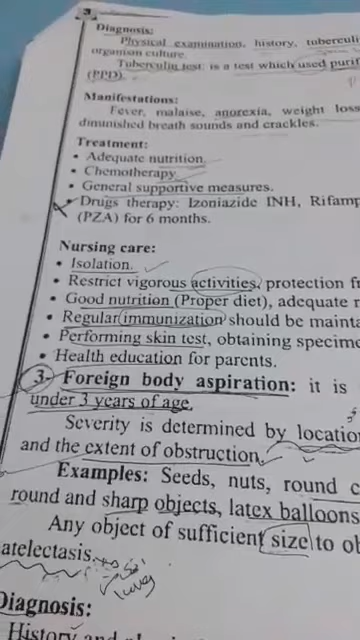 3
Diagnosis:
Physical examination, history, tuberculi
organism culture.
Tuberculin test: is a test which used purif
(PPD).
Manifestations:
Fever, malaise, anorexia, weight loss
diminished breath sounds and crackles.
Treatment:
• Adequate nutrition
• Chemotherapy
• General supportive measures.
• Drugs therapy: Izoniazide INH, Rifamp
(PZA) for 6 months.
Nursing care:
• Isolation.
• Restrict vigorous activities, protection f
• Good nutrition (Proper diet), adequate r
• Regular immunization should be mainta
• Performing skin test, obtaining specime
• Health education for parents.
3. Foreign body aspiration: it is
under 3 years of age.
Severity is determined by locatio
and the extent of obstruction.
Examples: Seeds, nuts, round c
round and sharp objects, latex balloons
Any object of sufficient size to ob
atelectasis.
Diagnosis:
History and